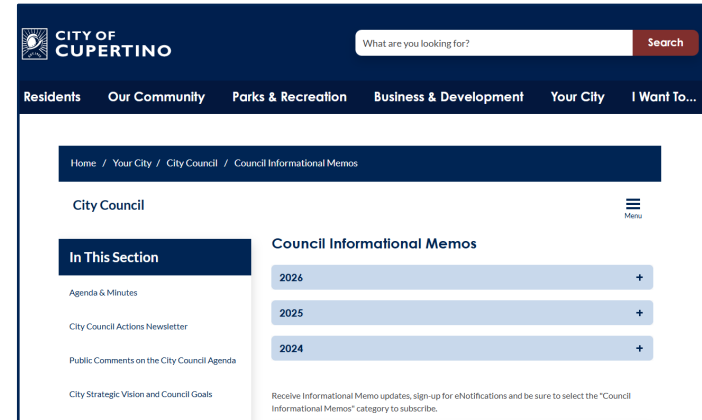 CITY OF
CUPERTINO
What are you looking for?
Search
Residents Our Community Parks & Recreation Business & Development Your City I Want To...
Home / Your City / City Council / Council Informational Memos
City Council
Menu
In This Section
Agenda & Minutes
City Council Actions Newsletter
Public Comments on the City Council Agenda
City Strategic Vision and Council Goals
Council Informational Memos
2026 +
2025 +
2024 +
Receive Informational Memo updates, sign-up for eNotifications and be sure to select the "Council
Informational Memos" category to subscribe.